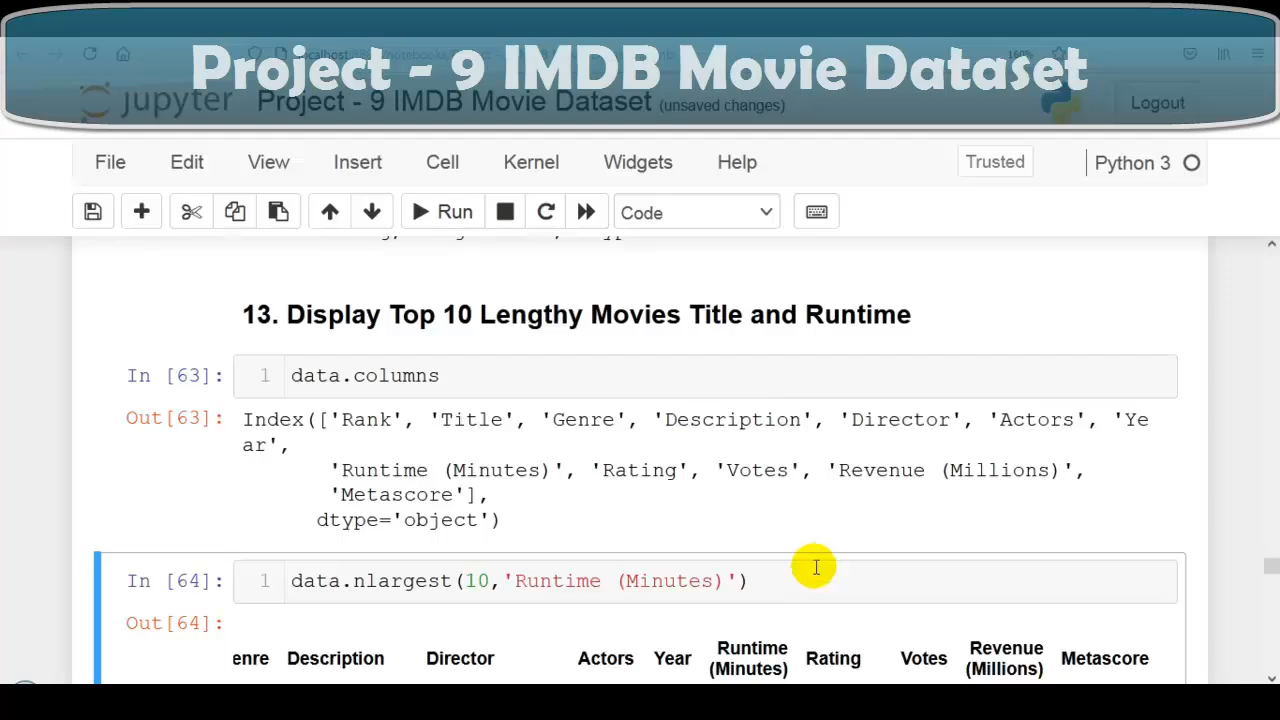 Project - 9 IMDB Movie Dataset
jupyter Project - 9 IMDB Movie Dataset (unsaved changes) Logout
File Edit View Insert Cell Kernel Widgets Help Trusted Python 3
Run Code
13. Display Top 10 Lengthy Movies Title and Runtime
In [63]: 1 data.columns
Out[63]: Index(['Rank', 'Title', 'Genre', 'Description', 'Director', 'Actors', 'Ye
ar',
'Runtime (Minutes)', 'Rating', 'Votes', 'Revenue (Millions)',
'Metascore'],
dtype='object')
In [64]: 1 data.nlargest(10,'Runtime (Minutes)')
Out[64]:
enre Description Director Actors Year Runtime (Minutes) Rating Votes Revenue (Millions) Metascore